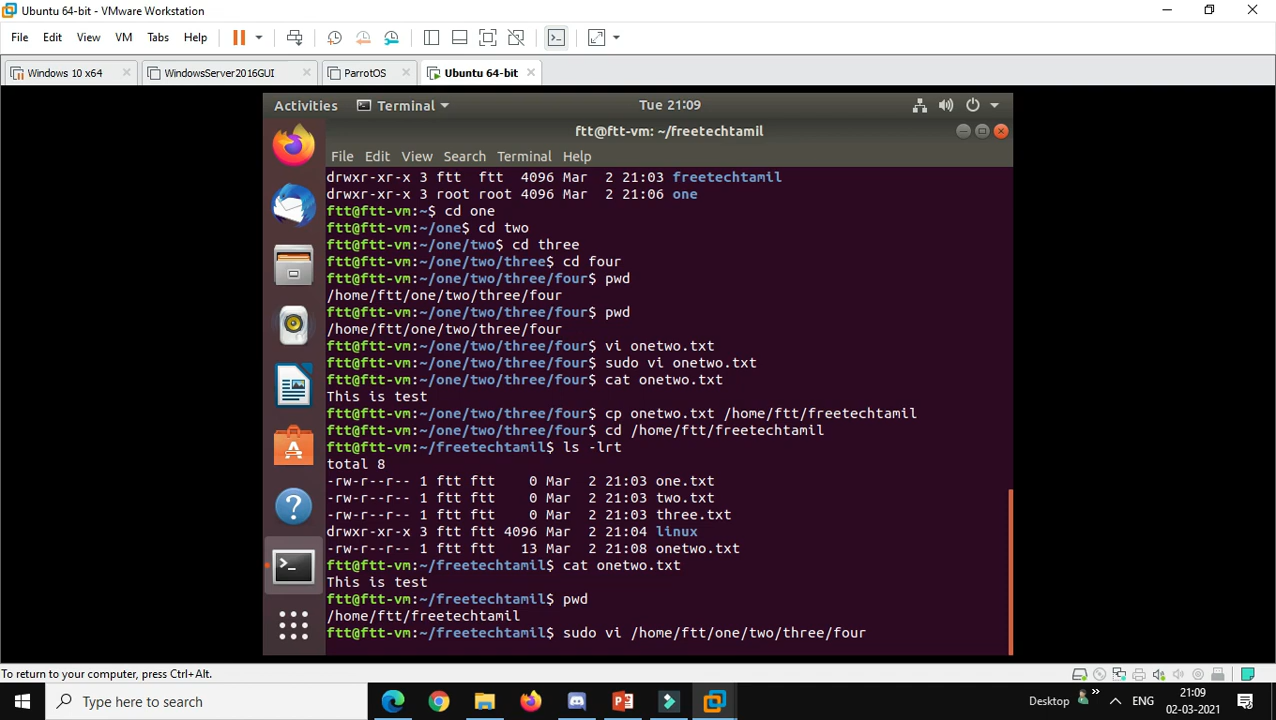 Ubuntu 64-bit - VMware Workstation
File Edit View VM Tabs Help
Windows 10 x64 WindowsServer2016GUI ParrotOS Ubuntu 64-bit
Activities Terminal Tue 21:09
ftt@ftt-vm: ~/freetechtamil
File Edit View Search Terminal Help
drwxr-xr-x 3 ftt  ftt  4096 Mar  2 21:03 freetechtamil
drwxr-xr-x 3 root root 4096 Mar  2 21:06 one
ftt@ftt-vm:~$ cd one
ftt@ftt-vm:~/one$ cd two
ftt@ftt-vm:~/one/two$ cd three
ftt@ftt-vm:~/one/two/three$ cd four
ftt@ftt-vm:~/one/two/three/four$ pwd
/home/ftt/one/two/three/four
ftt@ftt-vm:~/one/two/three/four$ pwd
/home/ftt/one/two/three/four
ftt@ftt-vm:~/one/two/three/four$ vi onetwo.txt
ftt@ftt-vm:~/one/two/three/four$ sudo vi onetwo.txt
ftt@ftt-vm:~/one/two/three/four$ cat onetwo.txt
This is test
ftt@ftt-vm:~/one/two/three/four$ cp onetwo.txt /home/ftt/freetechtamil
ftt@ftt-vm:~/one/two/three/four$ cd /home/ftt/freetechtamil
ftt@ftt-vm:~/freetechtamil$ ls -lrt
total 8
-rw-r--r-- 1 ftt ftt    0 Mar  2 21:03 one.txt
-rw-r--r-- 1 ftt ftt    0 Mar  2 21:03 two.txt
-rw-r--r-- 1 ftt ftt    0 Mar  2 21:03 three.txt
drwxr-xr-x 3 ftt ftt 4096 Mar  2 21:04 linux
-rw-r--r-- 1 ftt ftt   13 Mar  2 21:08 onetwo.txt
ftt@ftt-vm:~/freetechtamil$ cat onetwo.txt
This is test
ftt@ftt-vm:~/freetechtamil$ pwd
/home/ftt/freetechtamil
ftt@ftt-vm:~/freetechtamil$ sudo vi /home/ftt/one/two/three/four
To return to your computer, press Ctrl+Alt.
Type here to search
Desktop
ENG
21:09
02-03-2021